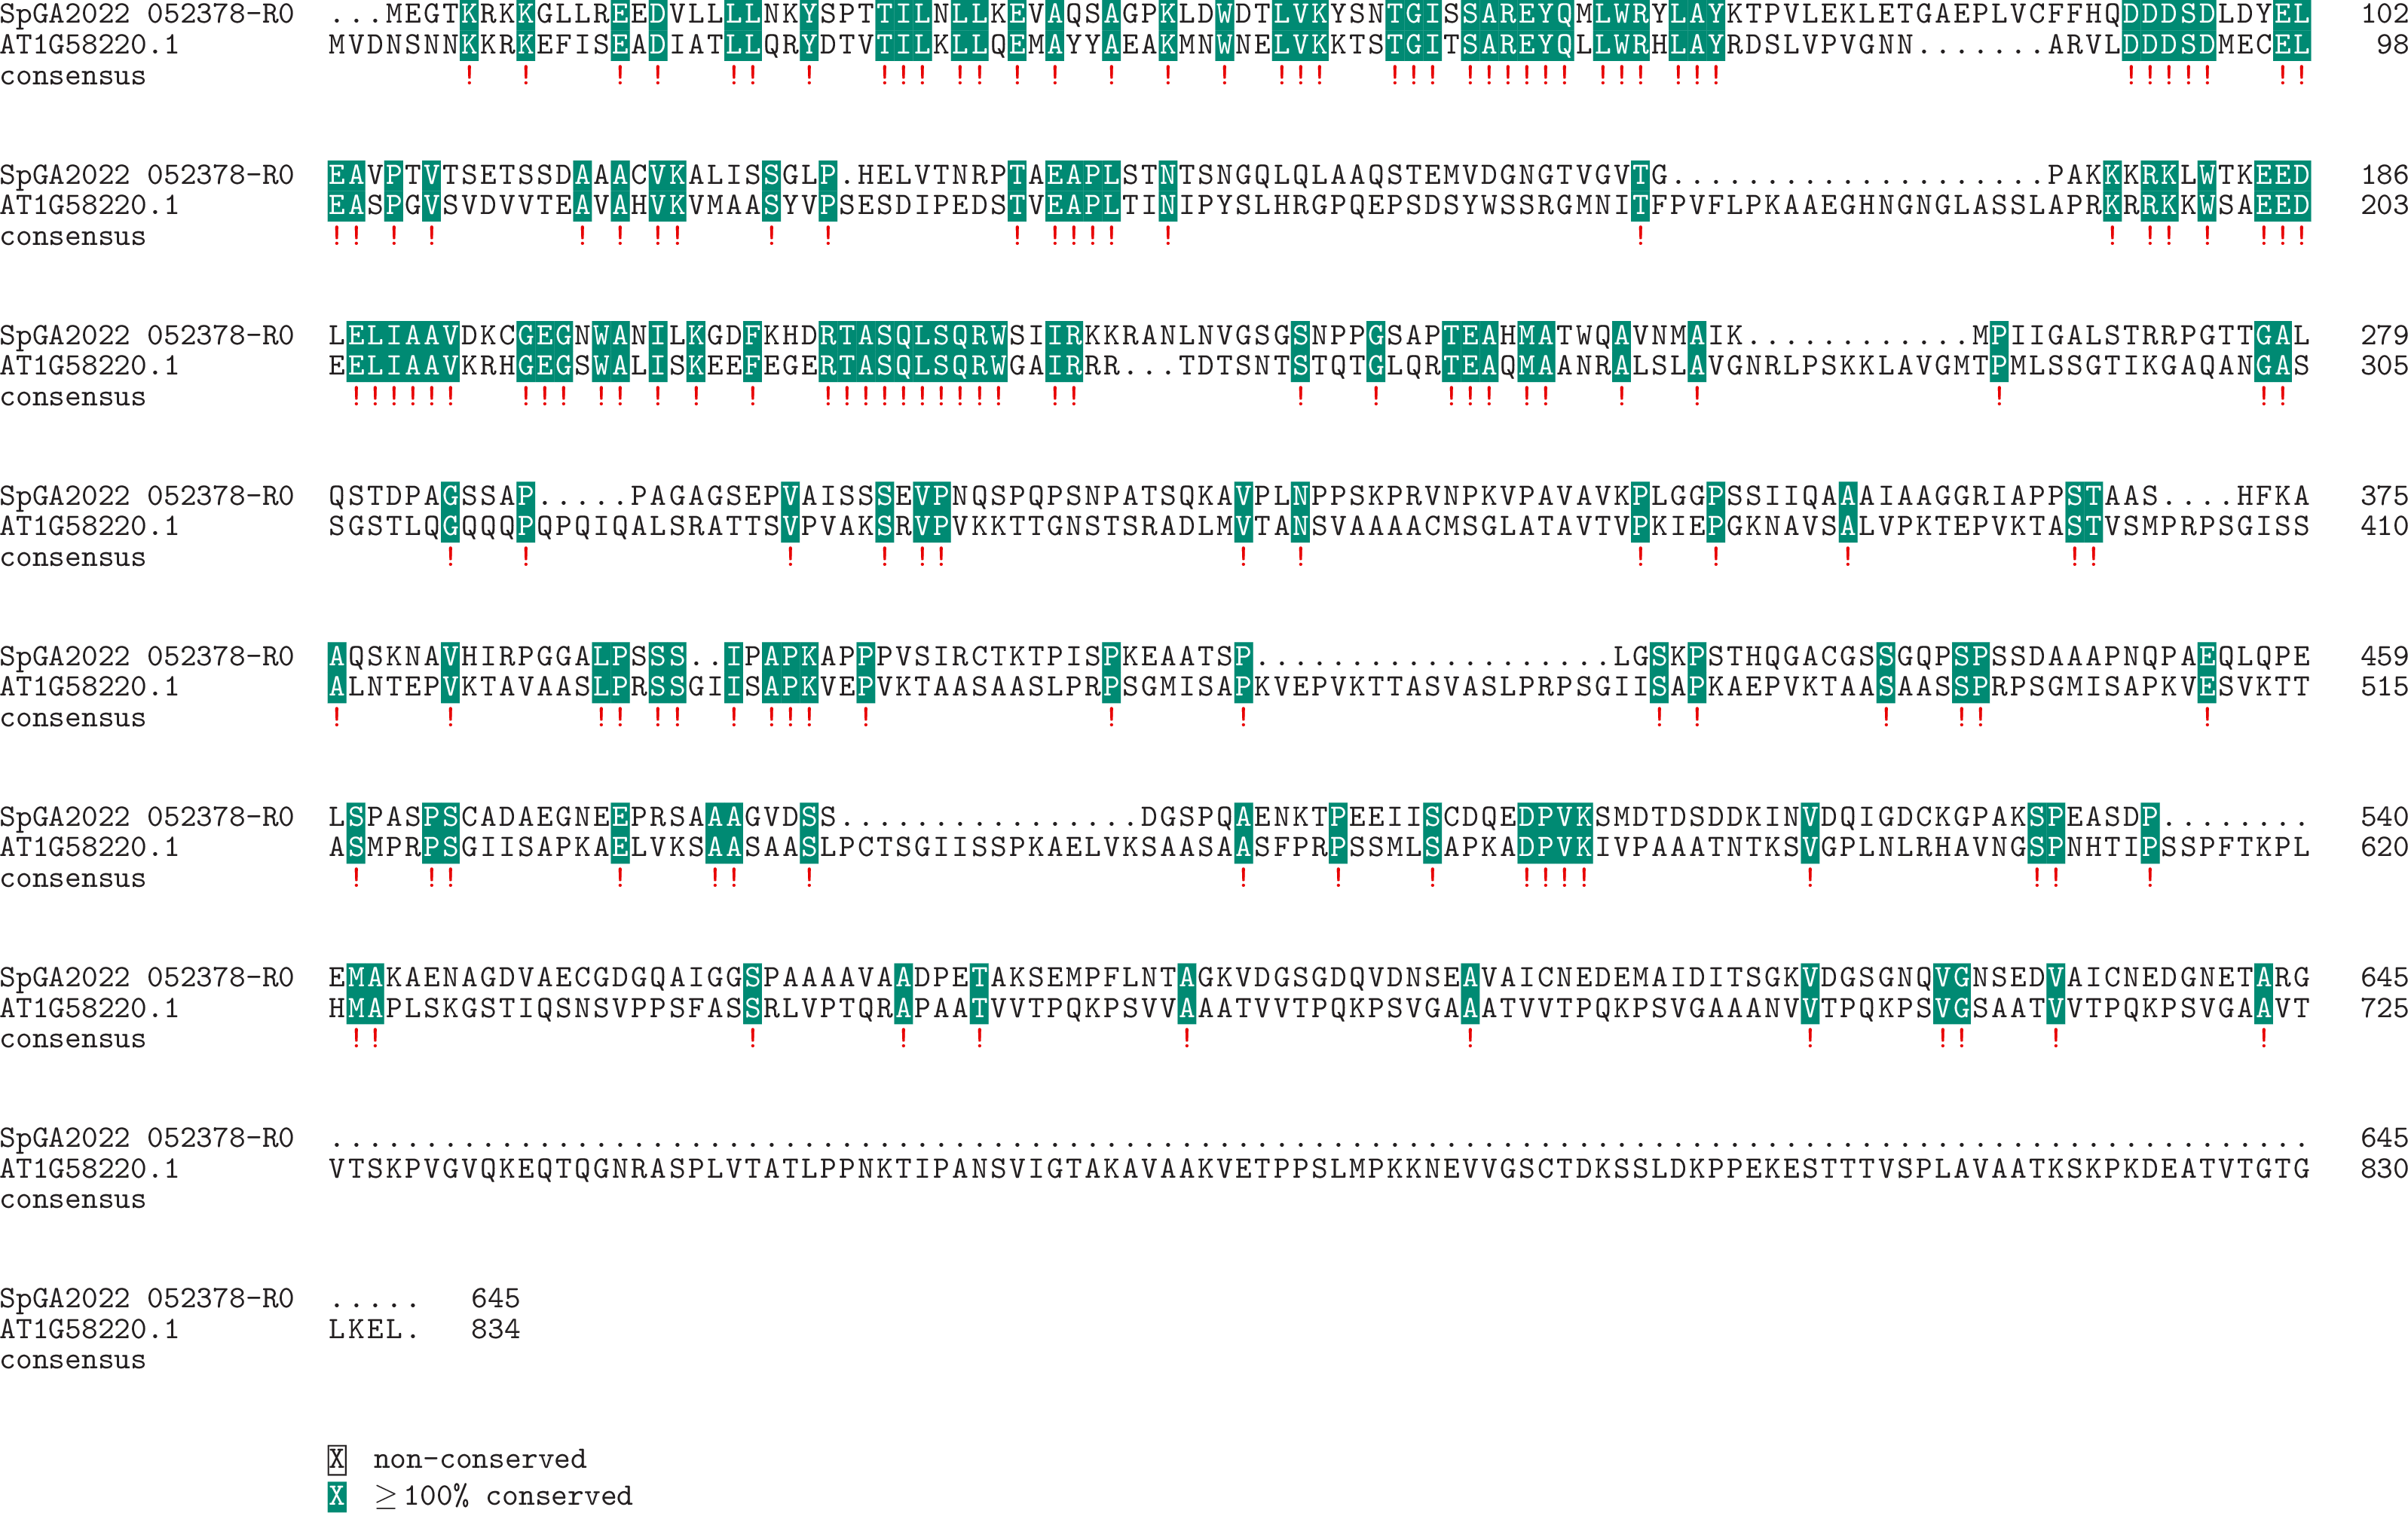 SpGA2022 052378-R0 ...MEGTKRKKGLLREEDVLLLLNKYSPTTILNLLKEVAQSAGPKLDWDTLVKYSNTGISSAREYQMLWRYLAYKTPVLEKLETGAEPLVCFFHQDDDSDLDYEL 102
AT1G58220.1 MVDNSNNKKRKEFISEADIATLLQRYDTVTILKLLQEMAYYAEAKMNWNELVKKTSTGITSAREYQLLWRHLAYRDSLVPVGNN.......ARVLDDDSDMECEL 98
consensus ! ! ! ! !! ! !!! !! ! ! ! ! ! !!! !!! !!!!!! !!! !!! !!!!! !!
SpGA2022 052378-R0 EAVPTVTSETSSDAAACVKALISSGLP.HELVTNRPTAEAPLSTNTSNGQLQLAAQSTEMVDGNGTVGVTG....................PAKKKRKLWTKEED 186
AT1G58220.1 EASPGVSVDVVTEAVAHVKVMAASYVPSESDIPEDSTVEAPLTINIPYSLHRGPQEPSDSYWSSRGMNITFPVFLPKAAEGHNGNGLASSLAPRKRRKKWSAEED 203
consensus !! ! ! ! ! !! ! ! ! !!!! ! ! ! !! ! !!!
SpGA2022 052378-R0 LELIAAVDKCGEGNWANILKGDFKHDRTASQLSQRWSIIRKKRANLNVGSGSNPPGSAPTEAHMATWQAVNMAIK............MPIIGALSTRRPGTTGAL 279
AT1G58220.1 EELIAAVKRHGEGSWALISKEEFEGERTASQLSQRWGAIRRR...TDTSNTSTQTGLQRTEAQMAANRALSLAVGNRLPSKKLAVGMTPMLSSGTIKGAQANGAS 305
consensus !!!!!! !!! !! ! ! ! !!!!!!!!!! !! ! ! !!! !! ! ! ! !!
SpGA2022 052378-R0 QSTDPAGSSAP.....PAGAGSEPVAISSSEVPNQSPQPSNPATSQKAVPLNPPSKPRVNPKVPAVAVKPLGGPSSIIQAAAIAAGGRIAPPSTAAS....HFKA 375
AT1G58220.1 SGSTLQGQQQPQPQIQALSRATTSVPVAKSRVPVKKTTGNSTSRADLMVTANSVAAAACMSGLATAVTVPKIEPGKNAVSALVPKTEPVKTASTVSMPRPSGISS 410
consensus ! ! ! ! !! ! ! ! ! ! !!
SpGA2022 052378-R0 AQSKNAVHIRPGGALPSSS..IPAPKAPPPVSIRCTKTPISPKEAATSP...................LGSKPSTHQGACGSSGQPSPSSDAAAPNQPAEQLQPE 459
AT1G58220.1 ALNTEPVKTAVAASLPRSSGIISAPKVEPVKTAASAASLPRPSGMISAPKVEPVKTTASVASLPRPSGIISAPKAEPVKTAASAASSPRPSGMISAPKVESVKTT 515
consensus ! ! !! !! ! !!! ! ! ! ! ! ! !! !
SpGA2022 052378-R0 LSPASPSCADAEGNEEPRSAAAGVDSS................DGSPQAENKTPEEIISCDQEDPVKSMDTDSDDKINVDQIGDCKGPAKSPEASDP........ 540
AT1G58220.1 ASMPRPSGIISAPKAELVKSAASAASLPCTSGIISSPKAELVKSAASAASFPRPSSMLSAPKADPVKIVPAAATNTKSVGPLNLRHAVNGSPNHTIPSSPFTKPL 620
consensus ! !! ! !! ! ! ! ! !!!! ! !! !
SpGA2022 052378-R0 EMAKAENAGDVAECGDGQAIGGSPAAAAVAADPETAKSEMPFLNTAGKVDGSGDQVDNSEAVAICNEDEMAIDITSGKVDGSGNQVGNSEDVAICNEDGNETARG 645
AT1G58220.1 HMAPLSKGSTIQSNSVPPSFASSRLVPTQRAPAATVVTPQKPSVVAAATVVTPQKPSVGAAATVVTPQKPSVGAAANVVTPQKPSVGSAATVVTPQKPSVGAAVT 725
consensus !! ! ! ! ! ! ! !! ! !
SpGA2022 052378-R0 ......................................................................................................... 645
AT1G58220.1 VTSKPVGVQKEQTQGNRASPLVTATLPPNKTIPANSVIGTAKAVAAKVETPPSLMPKKNEVVGSCTDKSSLDKPPEKESTTTVSPLAVAATKSKPKDEATVTGTG 830
consensus
SpGA2022 052378-R0 ..... 645
AT1G58220.1 LKEL. 834
consensus
X non-conserved
X ≥100% conserved